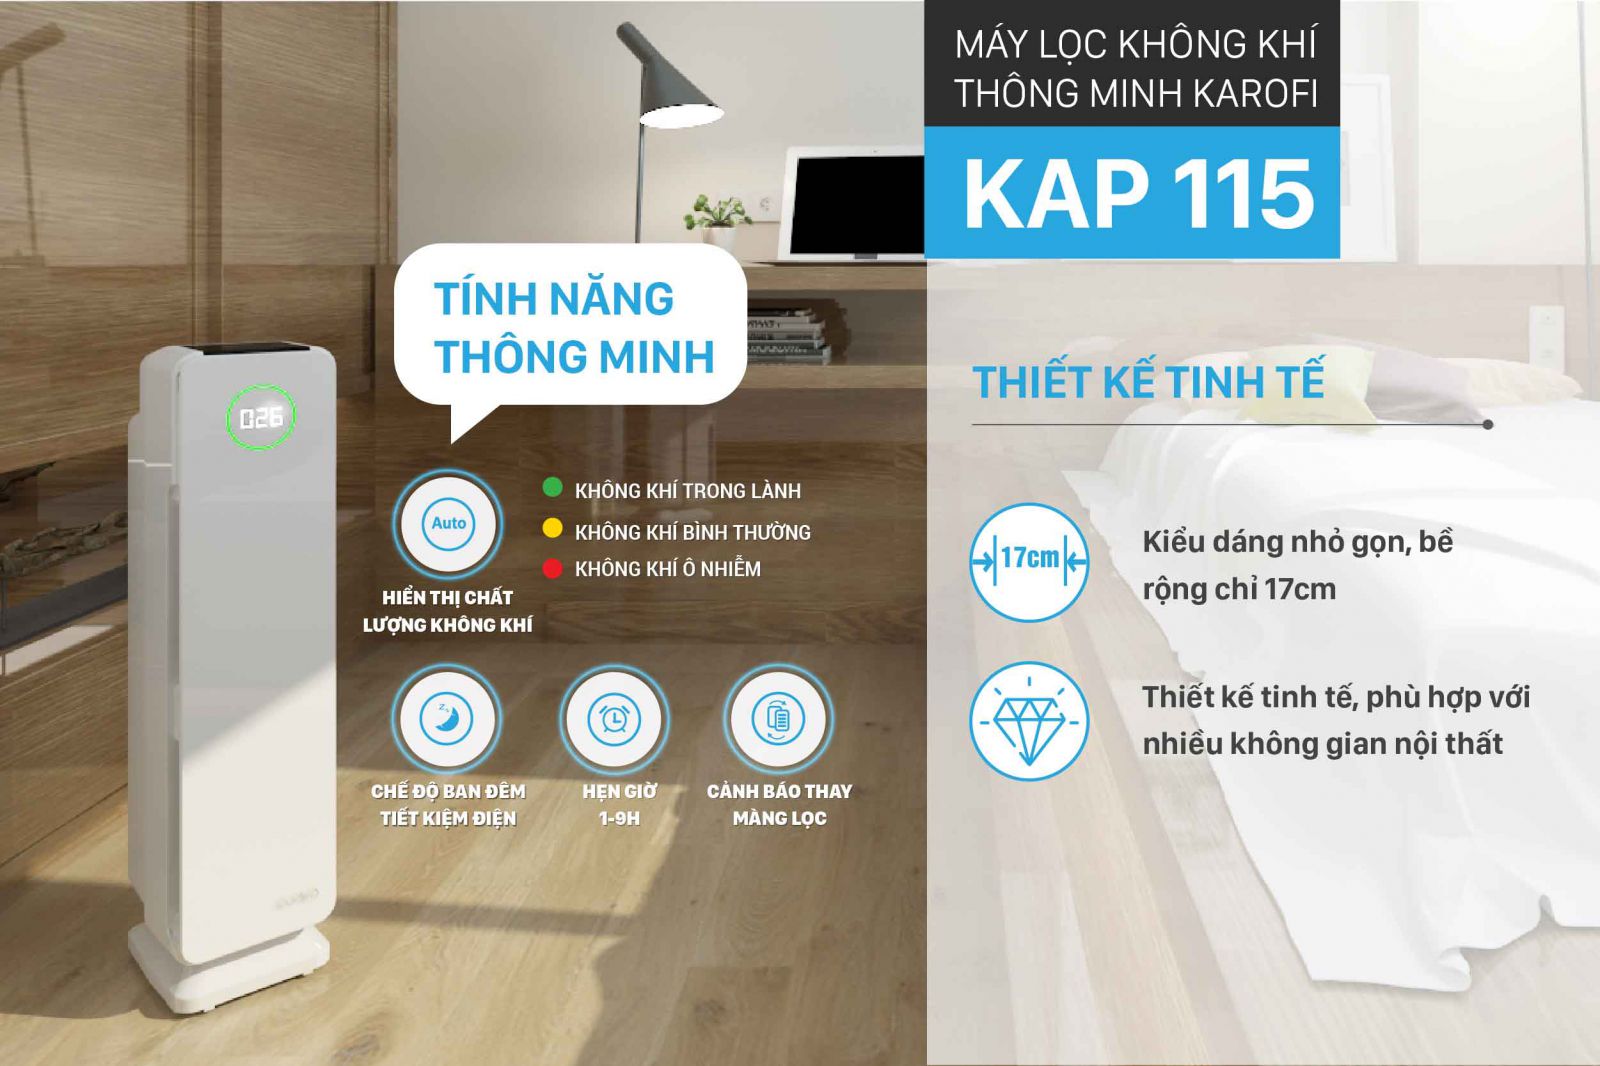 MÁY LỌC KHÔNG KHÍ
THÔNG MINH KAROFI
KAP 115
TÍNH NĂNG
THÔNG MINH
026
Auto
HIỂN THỊ CHẤT
LƯỢNG KHÔNG KHÍ
KHÔNG KHÍ TRONG LÀNH
KHÔNG KHÍ BÌNH THƯỜNG
KHÔNG KHÍ Ô NHIỄM
CHẾ ĐỘ BAN ĐÊM
TIẾT KIỆM ĐIỆN
HẸN GIỜ
1-9H
CẢNH BÁO THAY
MÀNG LỌC
THIẾT KẾ TINH TẾ
17cm
Kiểu dáng nhỏ gọn, bề
rộng chỉ 17cm
Thiết kế tinh tế, phù hợp với
nhiều không gian nội thất